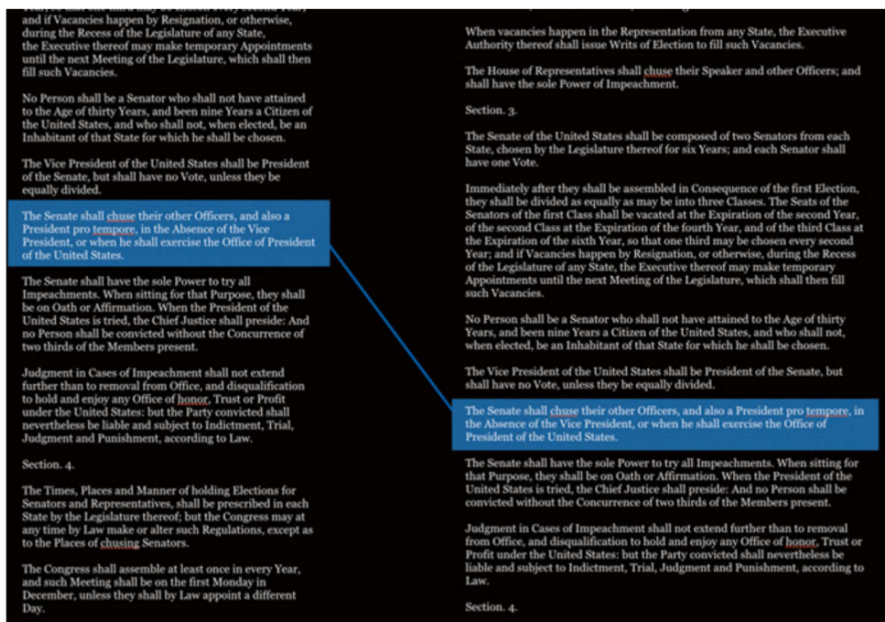 and if Vacancies happen by Resignation, or otherwise,
during the Recess of the Legislature of any State,
the Executive thereof may make temporary Appointments
until the next Meeting of the Legislature, which shall then
fill such Vacancies.
No Person shall be a Senator who shall not have attained
to the Age of thirty Years, and been nine Years a Citizen of
the United States, and who shall not, when elected, be an
Inhabitant of that State for which he shall be chosen.
The Vice President of the United States shall be President
of the Senate, but shall have no Vote, unless they be
equally divided.
The Senate shall chuse their other Officers, and also a
President pro tempore, in the Absence of the Vice
President, or when he shall exercise the Office of President
of the United States.
The Senate shall have the sole Power to try all
Impeachments. When sitting for that Purpose, they shall
be on Oath or Affirmation. When the President of the
United States is tried, the Chief Justice shall preside: And
no Person shall be convicted without the Concurrence of
two thirds of the Members present.
Judgment in Cases of Impeachment shall not extend
further than to removal from Office, and disqualification
to hold and enjoy any Office of honor, Trust or Profit
under the United States: but the Party convicted shall
nevertheless be liable and subject to Indictment, Trial,
Judgment and Punishment, according to Law.
Section. 4.
The Times, Places and Manner of holding Elections for
Senators and Representatives, shall be prescribed in each
State by the Legislature thereof; but the Congress may at
any time by Law make or alter such Regulations, except as
to the Places of chusing Senators.
The Congress shall assemble at least once in every Year,
and such Meeting shall be on the first Monday in
December, unless they shall by Law appoint a different
Day.
When vacancies happen in the Representation from any State, the Executive
Authority thereof shall issue Writs of Election to fill such Vacancies.
The House of Representatives shall chuse their Speaker and other Officers; and
shall have the sole Power of Impeachment.
Section. 3.
The Senate of the United States shall be composed of two Senators from each
State, chosen by the Legislature thereof for six Years; and each Senator shall
have one Vote.
Immediately after they shall be assembled in Consequence of the first Election,
they shall be divided as equally as may be into three Classes. The Seats of the
Senators of the first Class shall be vacated at the Expiration of the second Year,
of the second Class at the Expiration of the fourth Year, and of the third Class at
the Expiration of the sixth Year, so that one third may be chosen every second
Year; and if Vacancies happen by Resignation, or otherwise, during the Recess
of the Legislature of any State, the Executive thereof may make temporary
Appointments until the next Meeting of the Legislature, which shall then fill
such Vacancies.
No Person shall be a Senator who shall not have attained to the Age of thirty
Years, and been nine Years a Citizen of the United States, and who shall not,
when elected, be an Inhabitant of that State for which he shall be chosen.
The Vice President of the United States shall be President of the Senate, but
shall have no Vote, unless they be equally divided.
The Senate shall chuse their other Officers, and also a President pro tempore, in
the Absence of the Vice President, or when he shall exercise the Office of
President of the United States.
The Senate shall have the sole Power to try all Impeachments. When sitting for
that Purpose, they shall be on Oath or Affirmation. When the President of the
United States is tried, the Chief Justice shall preside: And no Person shall be
convicted without the Concurrence of two thirds of the Members present.
Judgment in Cases of Impeachment shall not extend further than to removal
from Office, and disqualification to hold and enjoy any Office of honor, Trust or
Profit under the United States: but the Party convicted shall nevertheless be
liable and subject to Indictment, Trial, Judgment and Punishment, according to
Law.
Section. 4.